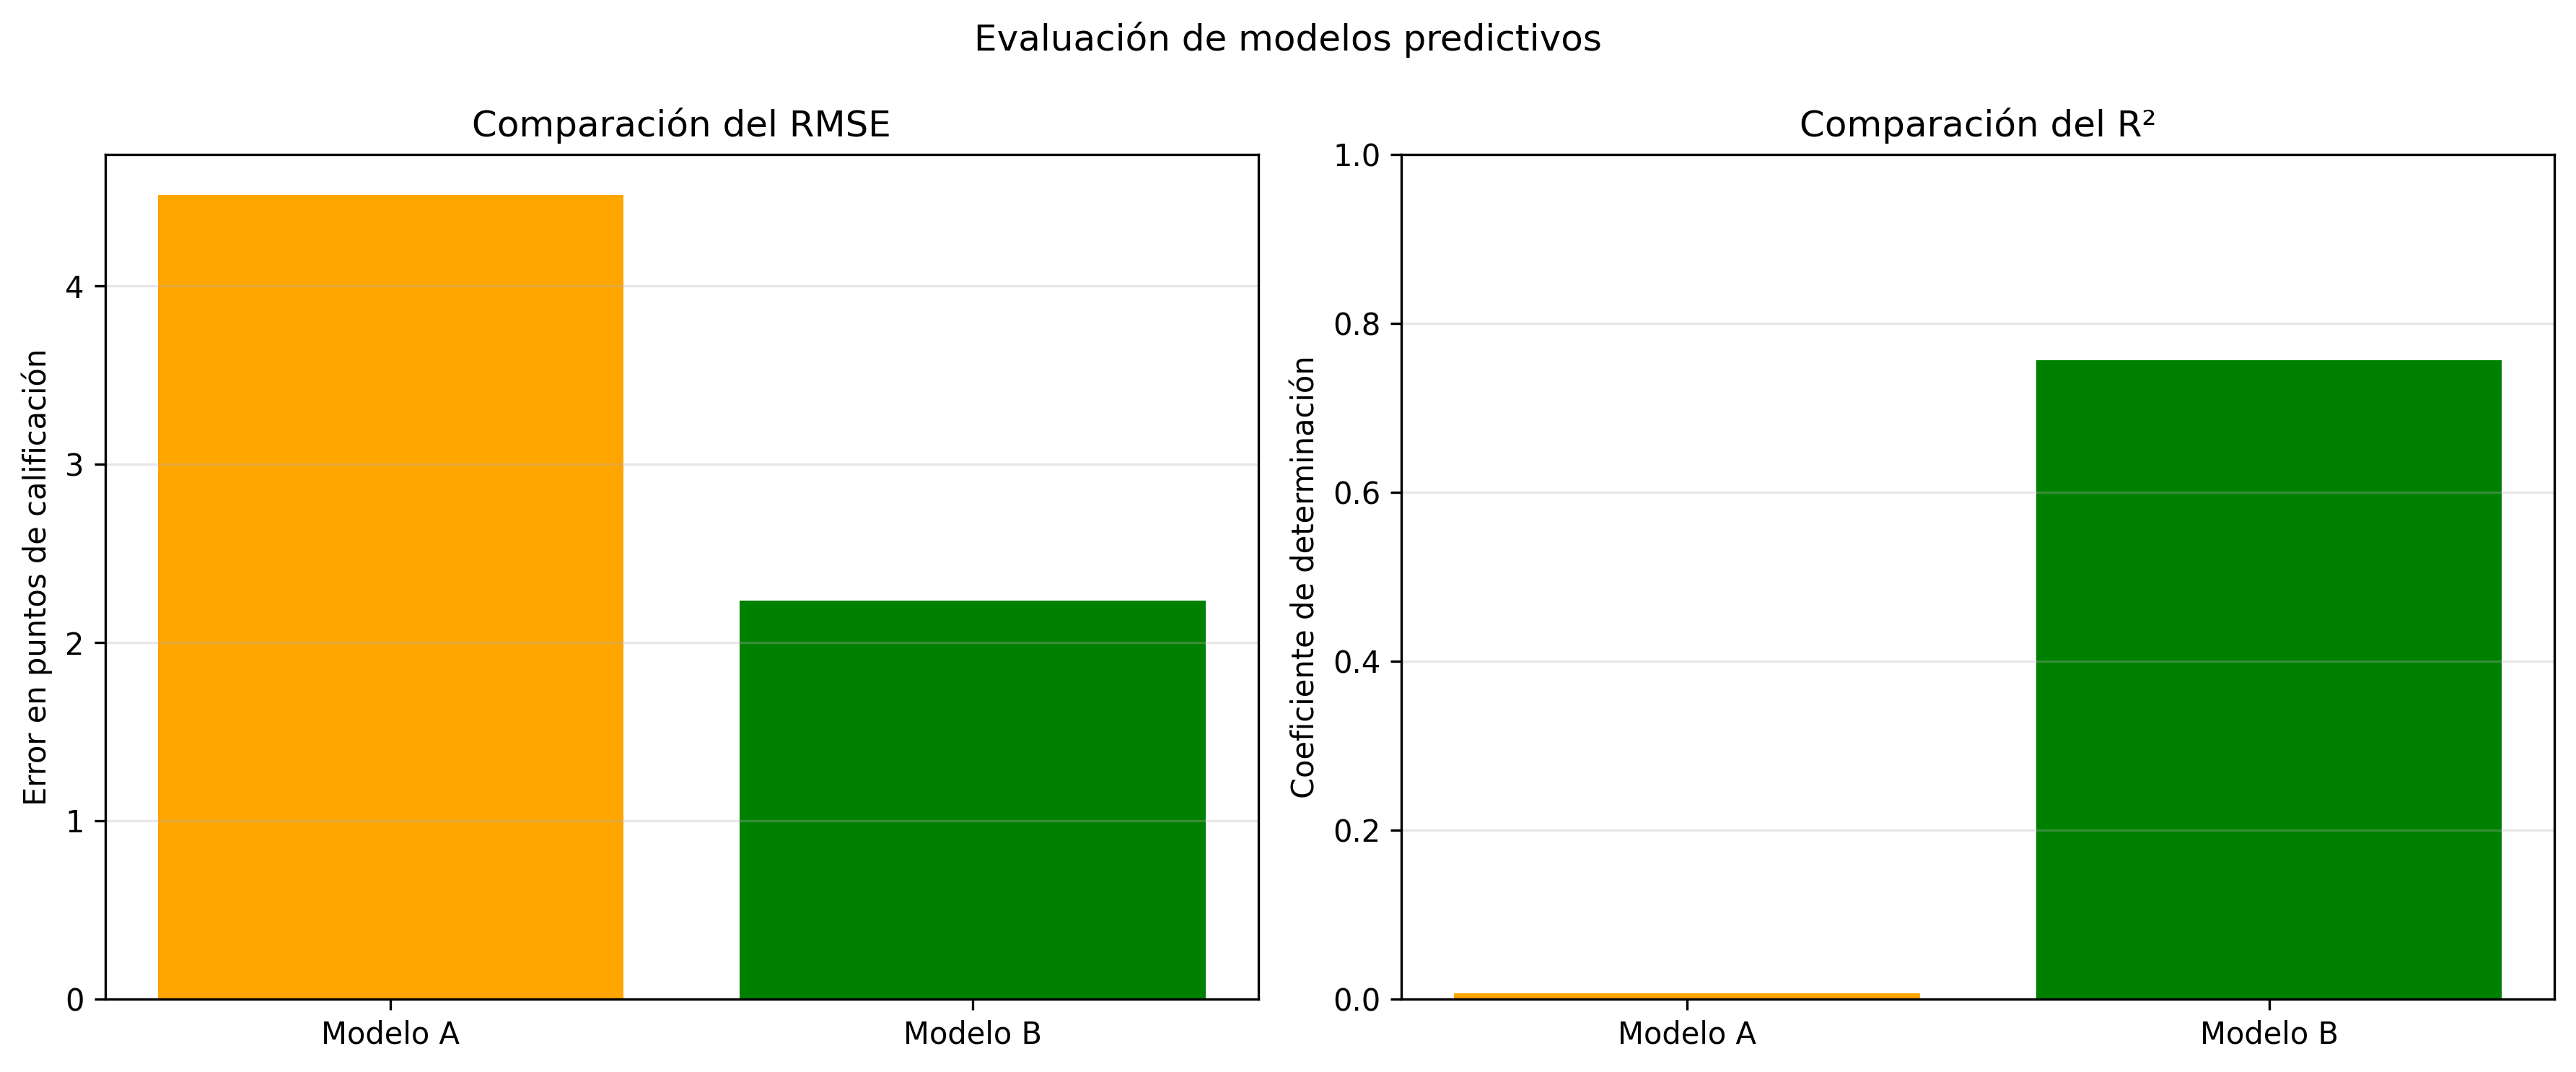 Evaluación de modelos predictivos
Comparación del RMSE
Error en puntos de calificación
4
3
2
1
0
Modelo A
Modelo B
Comparación del R²
Coeficiente de determinación
1.0
0.8
0.6
0.4
0.2
0.0
Modelo A
Modelo B